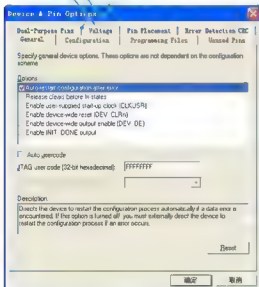 Device & Pin Options
Dual-Purpose Pins Voltage Pin Placement Error Detection CRC
General Configuration Programming Files Unused Pins
Specify general device options. These options are not dependent on the configuration scheme.
Options
Auto-restart configuration after error
Release clears before tri-states
Enable user-supplied start-up clock (CLKUSR)
Enable device-wide reset (DEV_CLRn)
Enable device-wide output enable (DEV_OE)
Enable INIT_DONE output
Auto usercode
JTAG user code (32-bit hexadecimal): FFFFFFFF
Description:
Directs the device to restart the configuration process automatically if a data error is
encountered. If this option is turned off, you must externally direct the device to
restart the configuration process if an error occurs.
Reset
确定 取消